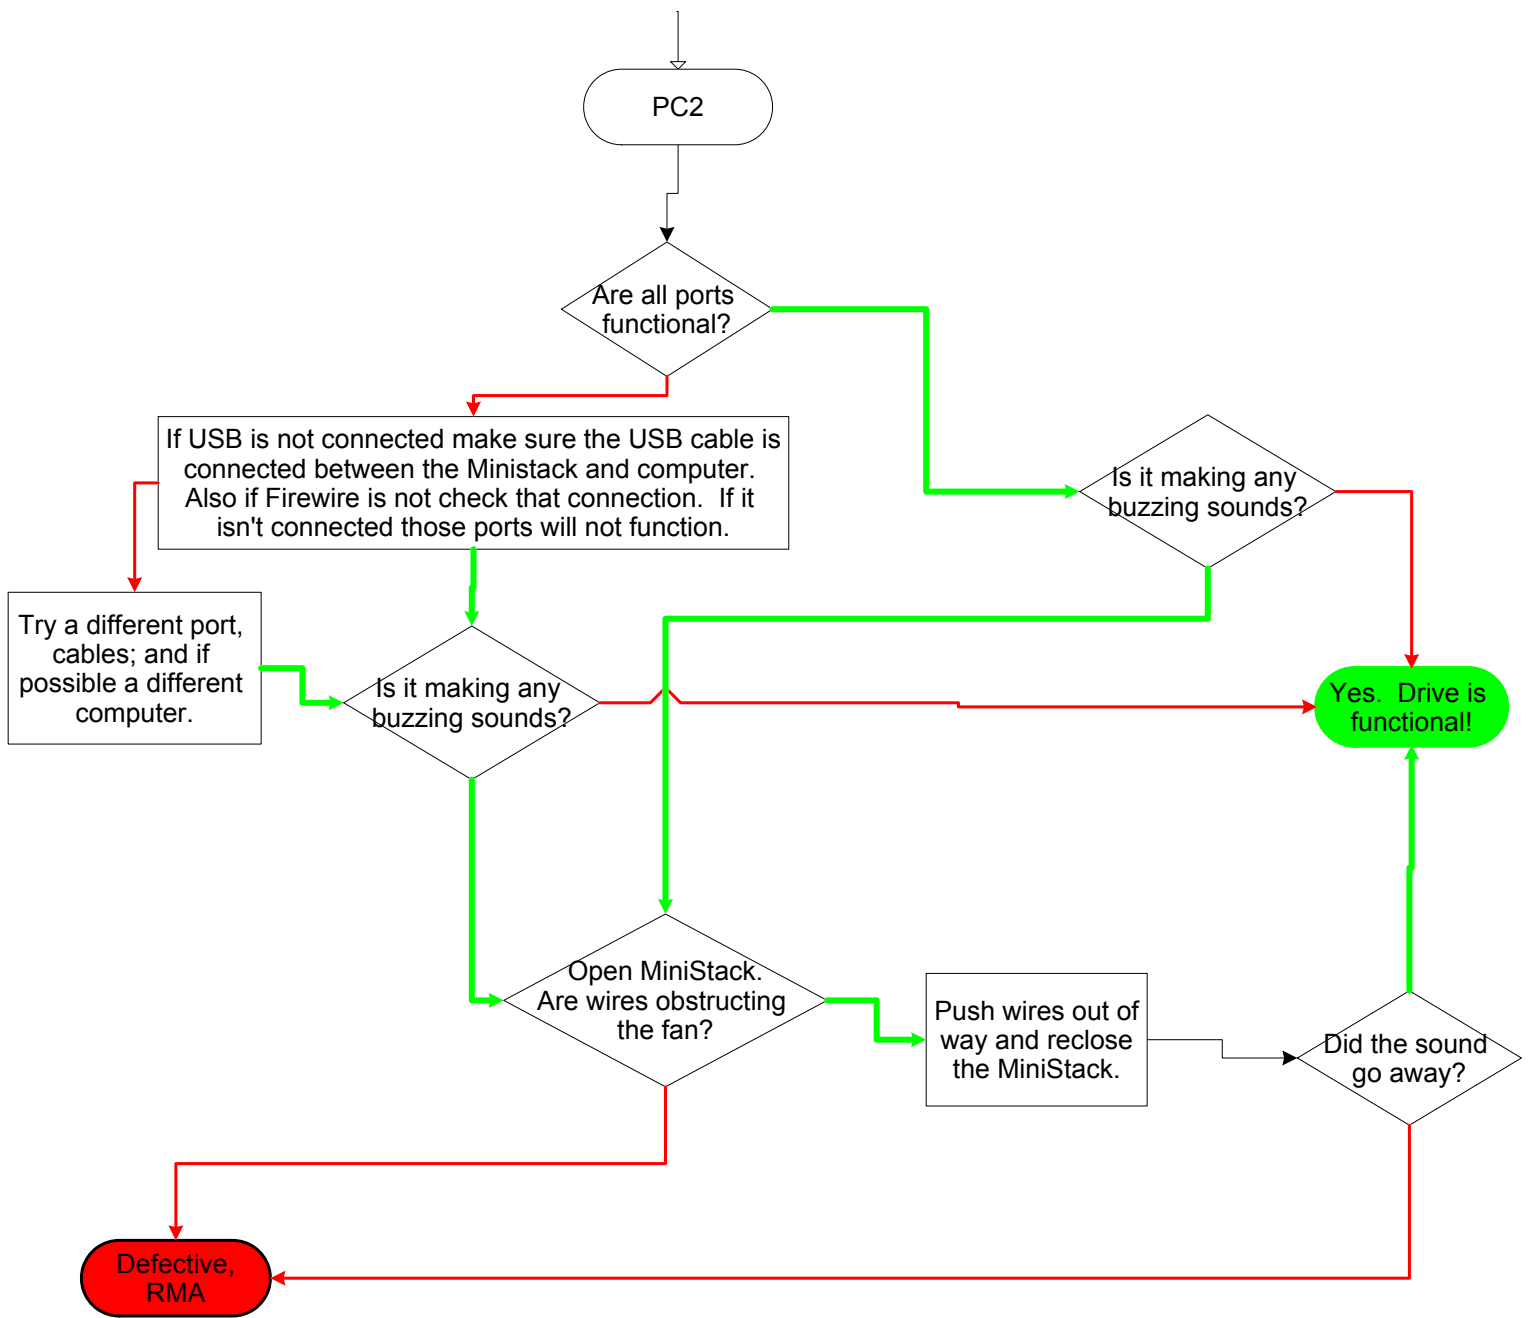 PC2
Are all ports
functional?
If USB is not connected make sure the USB cable is
connected between the Ministack and computer.
Also if Firewire is not check that connection.  If it
isn't connected those ports will not function.
Is it making any
buzzing sounds?
Try a different port,
cables; and if
possible a different
computer.
Is it making any
buzzing sounds?
Yes.  Drive is
functional!
Open MiniStack.
Are wires obstructing
the fan?
Push wires out of
way and reclose
the MiniStack.
Did the sound
go away?
Defective,
RMA